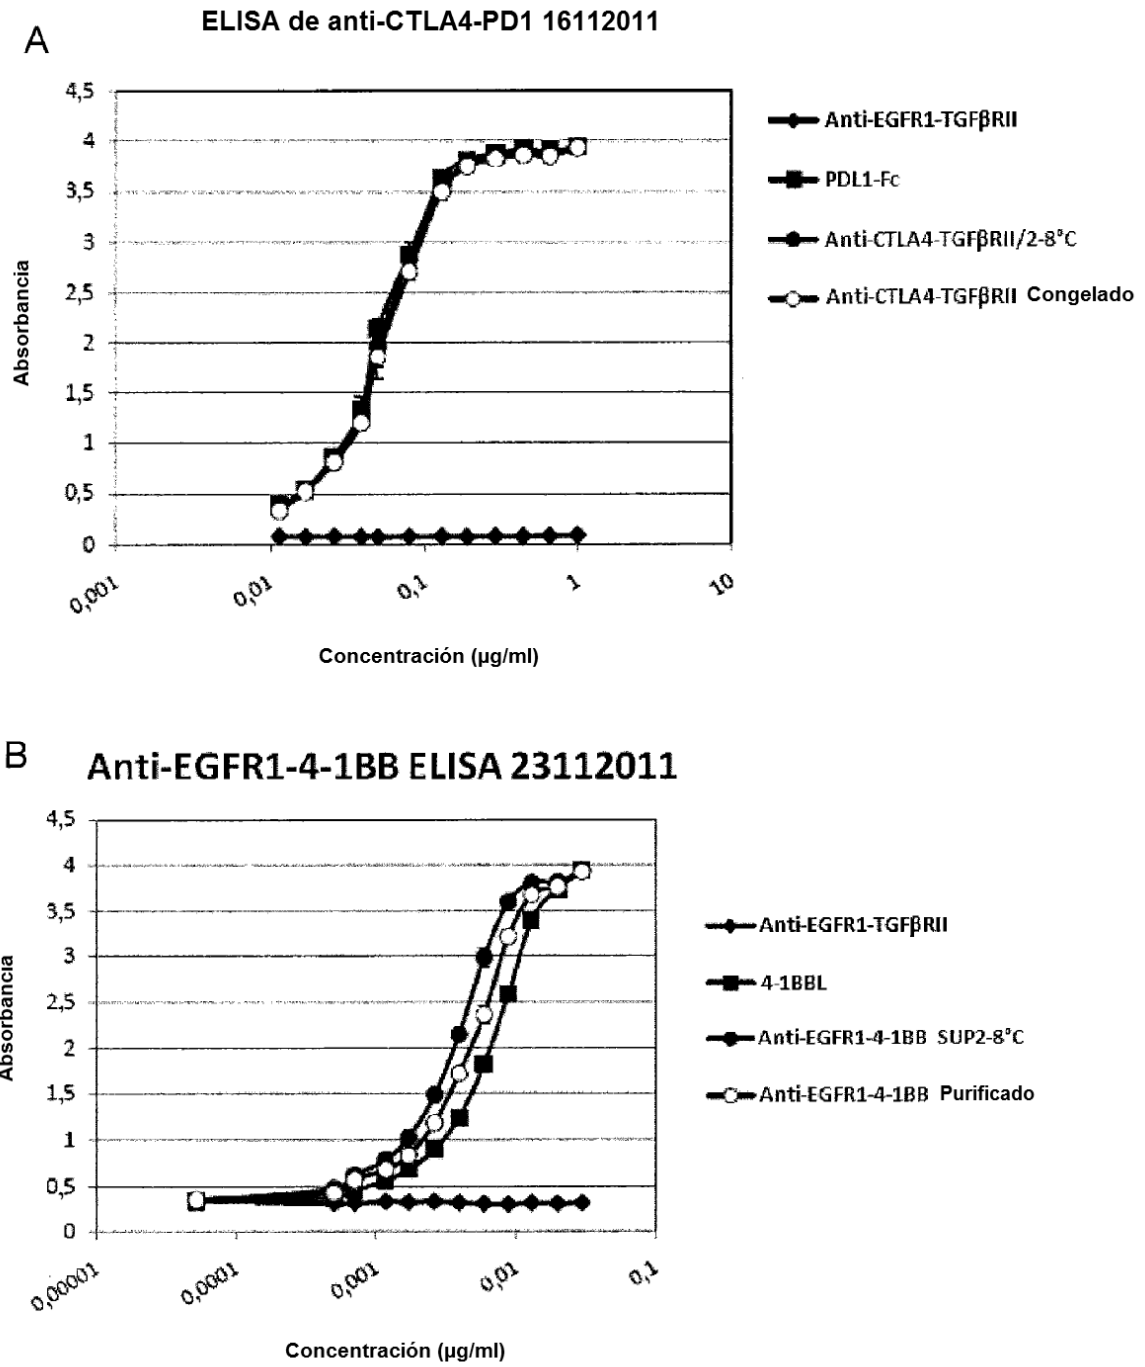 ELISA de anti-CTLA4-PD1 16112011
A
4,5
4
3,5
3
2,5
2
1,5
1
0,5
0
Absorbancia
0,001
0,01
0,1
1
10
Concentración (µg/ml)
Anti-EGFR1-TGFβRII
PDL1-Fc
Anti-CTLA4-TGFβRII/2-8°C
Anti-CTLA4-TGFβRII Congelado
B
Anti-EGFR1-4-1BB ELISA 23112011
4,5
4
3,5
3
2,5
2
1,5
1
0,5
0
Absorbancia
0,00001
0,0001
0,001
0,01
0,1
Concentración (µg/ml)
Anti-EGFR1-TGFβRII
4-1BBL
Anti-EGFR1-4-1BB SUP2-8°C
Anti-EGFR1-4-1BB Purificado